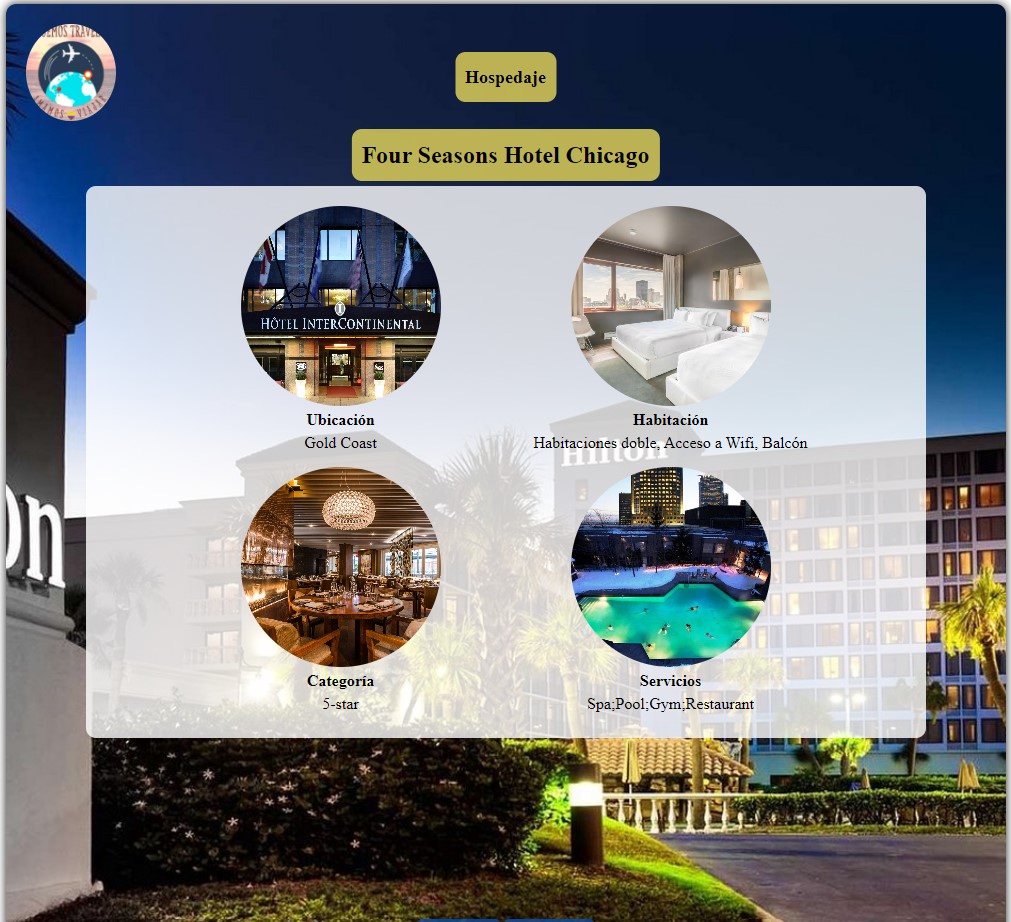 Hospedaje
Four Seasons Hotel Chicago
HÔTEL INTERCONTINENTAL
Ubicación
Gold Coast
Habitación
Habitaciones doble, Acceso a Wifi, Balcón
Hilton
on
Categoría
5-star
Servicios
Spa;Pool;Gym;Restaurant